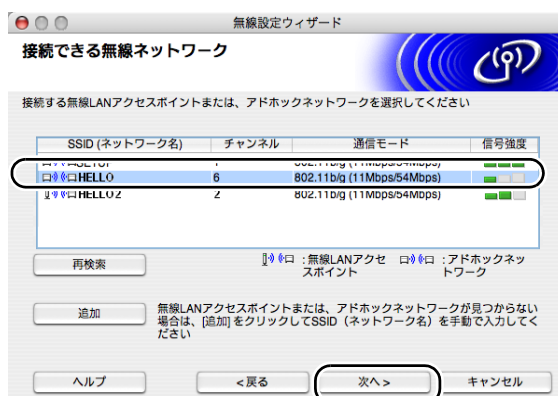 無線設定ウィザード
接続できる無線ネットワーク
接続する無線LANアクセスポイントまたは、アドホックネットワークを選択してください
SSID (ネットワーク名) チャンネル 通信モード 信号強度
SETUP 1 802.11b/g (11Mbps/54Mbps)
HELLO 6 802.11b/g (11Mbps/54Mbps)
HELLO2 2 802.11b/g (11Mbps/54Mbps)
再検索
:無線LANアクセ
スポイント
:アドホックネッ
トワーク
追加
無線LANアクセスポイントまたは、アドホックネットワークが見つからない
場合は、[追加] をクリックしてSSID（ネットワーク名）を手動で入力してく
ださい
ヘルプ <戻る 次へ > キャンセル